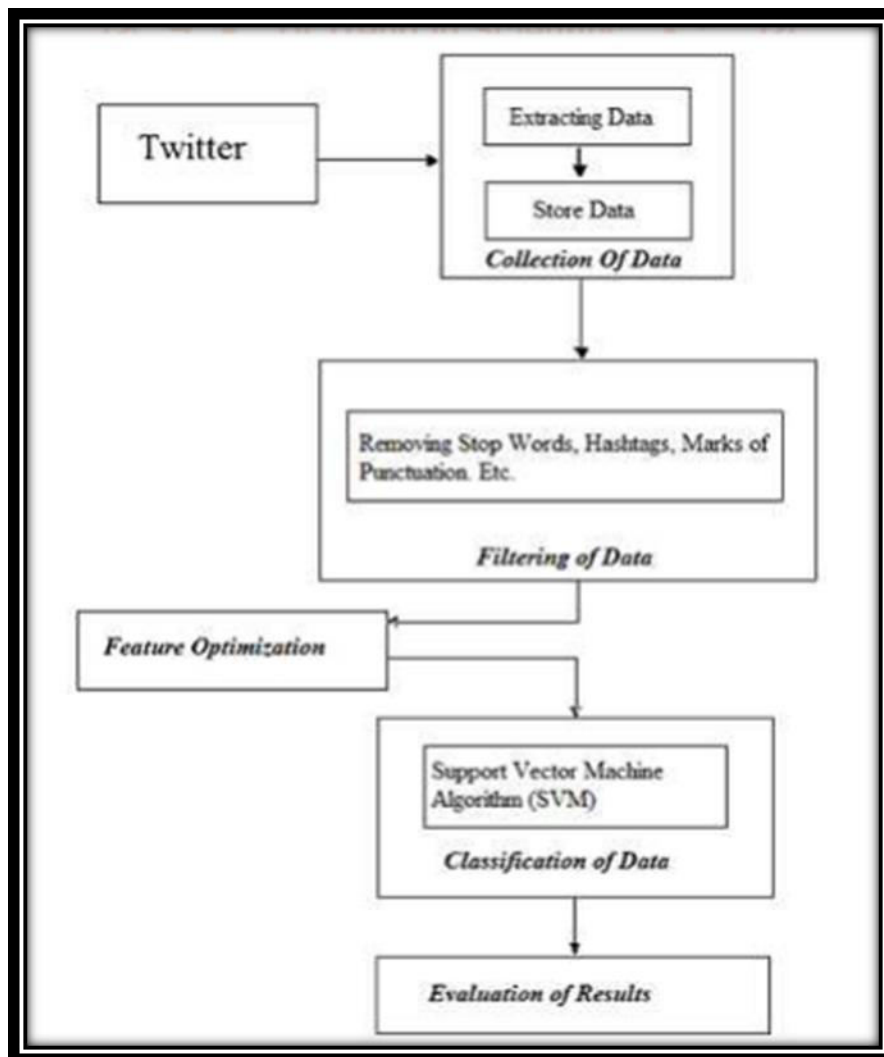 Twitter
Extracting Data
Store Data
Collection Of Data
Removing Stop Words, Hashtags, Marks of
Punctuation. Etc.
Filtering of Data
Feature Optimization
Support Vector Machine
Algorithm (SVM)
Classification of Data
Evaluation of Results